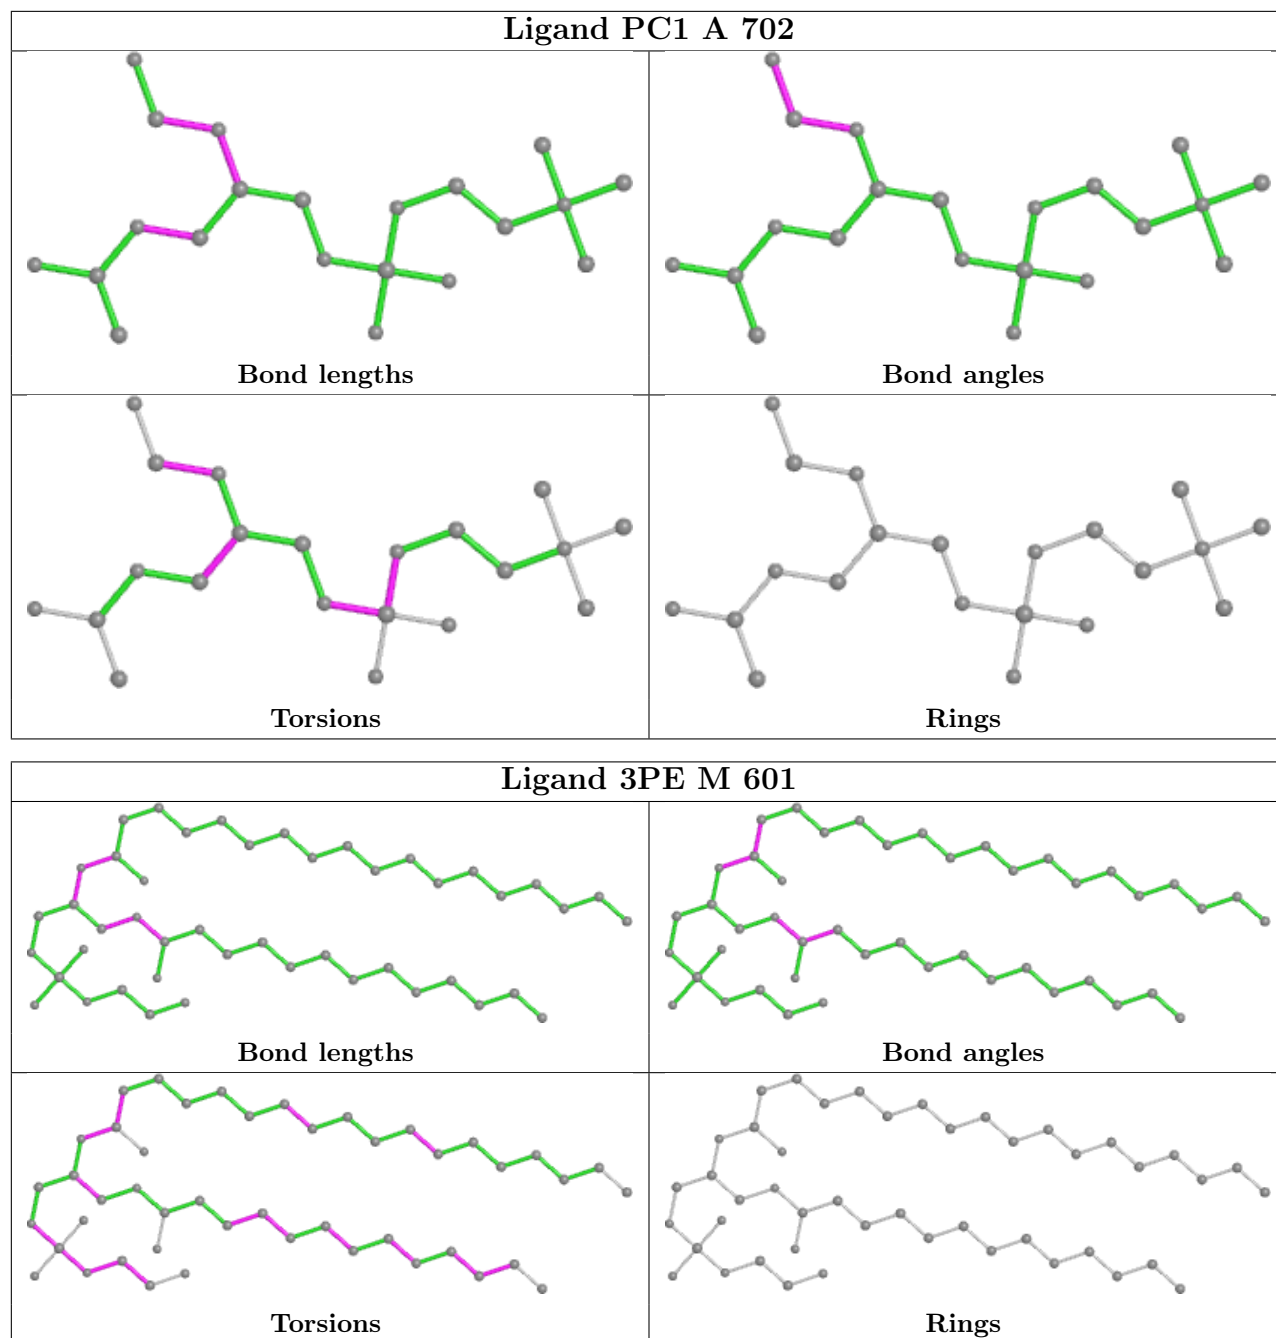 Ligand PC1 A 702
Bond lengths
Bond angles
Torsions
Rings
Ligand 3PE M 601
Bond lengths
Bond angles
Torsions
Rings